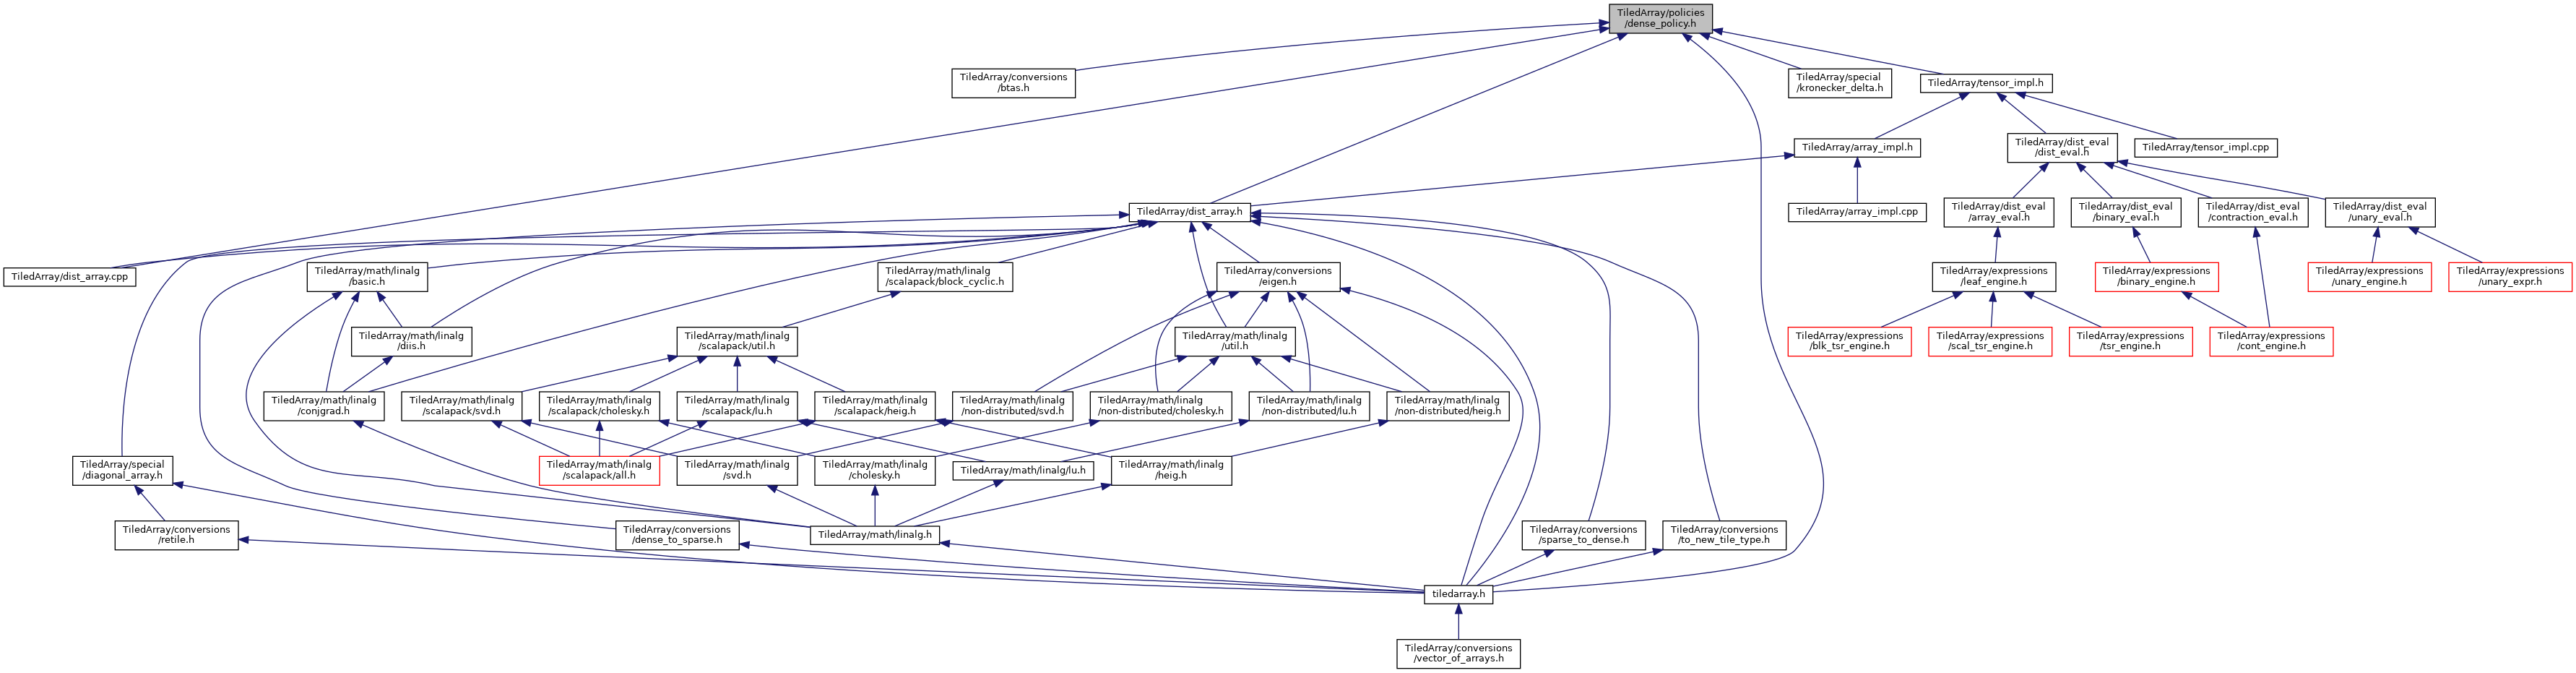 TiledArray/policies
/dense_policy.h
TiledArray/conversions
/btas.h
TiledArray/special
/kronecker_delta.h
TiledArray/tensor_impl.h
TiledArray/array_impl.h
TiledArray/dist_eval
/dist_eval.h
TiledArray/tensor_impl.cpp
TiledArray/dist_array.h
TiledArray/array_impl.cpp
TiledArray/dist_eval
/array_eval.h
TiledArray/dist_eval
/binary_eval.h
TiledArray/dist_eval
/contraction_eval.h
TiledArray/dist_eval
/unary_eval.h
TiledArray/dist_array.cpp
TiledArray/math/linalg
/basic.h
TiledArray/math/linalg
/scalapack/block_cyclic.h
TiledArray/conversions
/eigen.h
TiledArray/expressions
/leaf_engine.h
TiledArray/expressions
/binary_engine.h
TiledArray/expressions
/unary_engine.h
TiledArray/expressions
/unary_expr.h
TiledArray/math/linalg
/diis.h
TiledArray/math/linalg
/scalapack/util.h
TiledArray/math/linalg
/util.h
TiledArray/expressions
/blk_tsr_engine.h
TiledArray/expressions
/scal_tsr_engine.h
TiledArray/expressions
/tsr_engine.h
TiledArray/expressions
/cont_engine.h
TiledArray/math/linalg
/conjgrad.h
TiledArray/math/linalg
/scalapack/svd.h
TiledArray/math/linalg
/scalapack/cholesky.h
TiledArray/math/linalg
/scalapack/lu.h
TiledArray/math/linalg
/scalapack/heig.h
TiledArray/math/linalg
/non-distributed/svd.h
TiledArray/math/linalg
/non-distributed/cholesky.h
TiledArray/math/linalg
/non-distributed/lu.h
TiledArray/math/linalg
/non-distributed/heig.h
TiledArray/special
/diagonal_array.h
TiledArray/math/linalg
/scalapack/all.h
TiledArray/math/linalg
/svd.h
TiledArray/math/linalg
/cholesky.h
TiledArray/math/linalg/lu.h
TiledArray/math/linalg
/heig.h
TiledArray/conversions
/retile.h
TiledArray/conversions
/dense_to_sparse.h
TiledArray/math/linalg.h
TiledArray/conversions
/sparse_to_dense.h
TiledArray/conversions
/to_new_tile_type.h
tiledarray.h
TiledArray/conversions
/vector_of_arrays.h